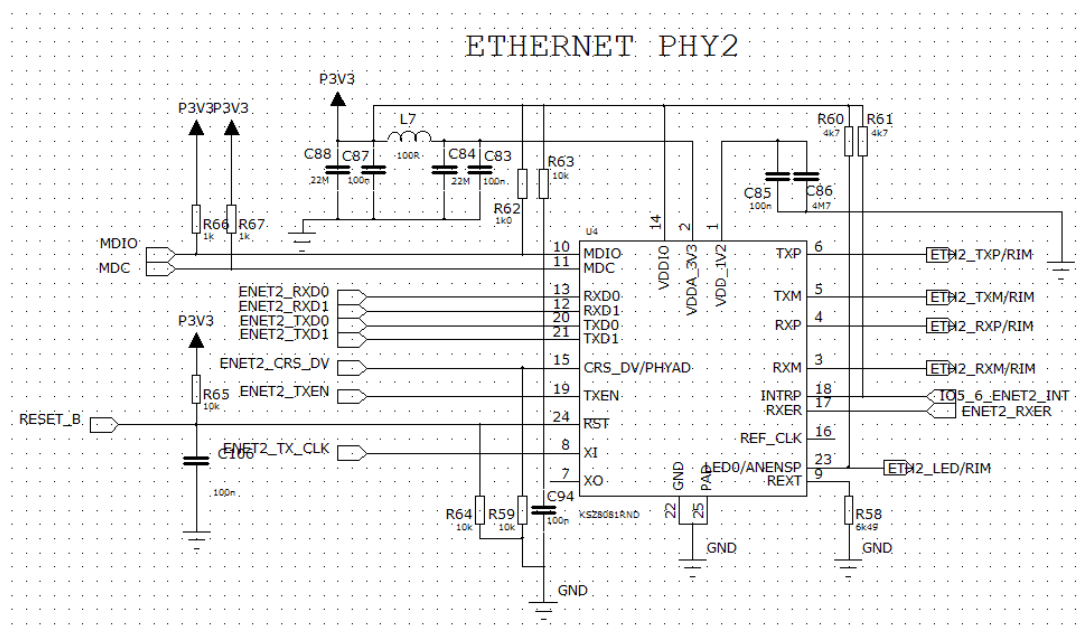 ETHERNET PHY2
P3V3
P3V3
P3V3
L7
100R
C88
22M
C87
100n
C84
22M
C83
100n
R62
1k0
R63
10k
R60
4k7
R61
4k7
C85
100n
C86
4M7
R66
1k
R67
1k
MDIO
MDC
U4
14
VDDIO
2
VDDA_3V3
1
VDD_1V2
10
MDIO
11
MDC
ENET2_RXD0
13
RXD0
ENET2_RXD1
12
RXD1
ENET2_TXD0
20
TXD0
ENET2_TXD1
21
TXD1
ENET2_CRS_DV
15
CRS_DV/PHYAD
ENET2_TXEN
19
TXEN
P3V3
R65
10k
RESET_B
24
RST
ENET2_TX_CLK
8
XI
7
XO
C106
100n
TXP
6
ETH2_TXP/RIM
TXM
5
ETH2_TXM/RIM
RXP
4
ETH2_RXP/RIM
RXM
3
ETH2_RXM/RIM
INTRP
18
IO5_6_ENET2_INT
RXER
17
ENET2_RXER
REF_CLK
16
LED0/ANENSP
23
ETH2_LED/RIM
REXT
9
GND
22
PAD
25
R64
10k
R59
10k
C94
100n
KSZ8081RND
R58
6k49
GND
GND
GND